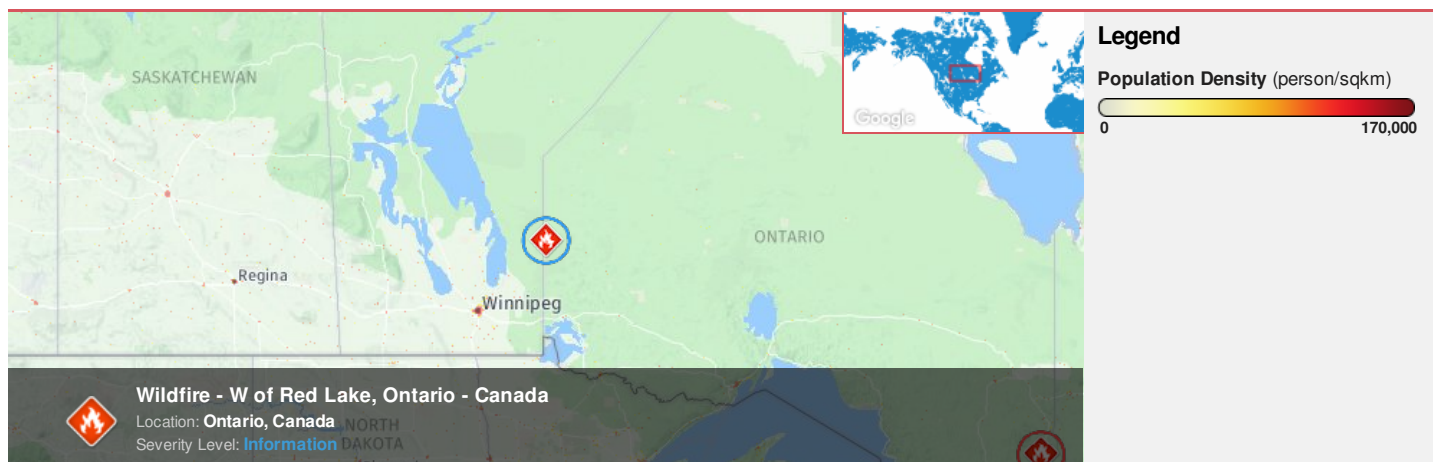 SASKATCHEWAN
Regina
Winnipeg
ONTARIO
Google
Legend
Population Density (person/sqkm)
0 170,000
Wildfire - W of Red Lake, Ontario - Canada
Location: Ontario, Canada
Severity Level: Information
NORTH
DAKOTA